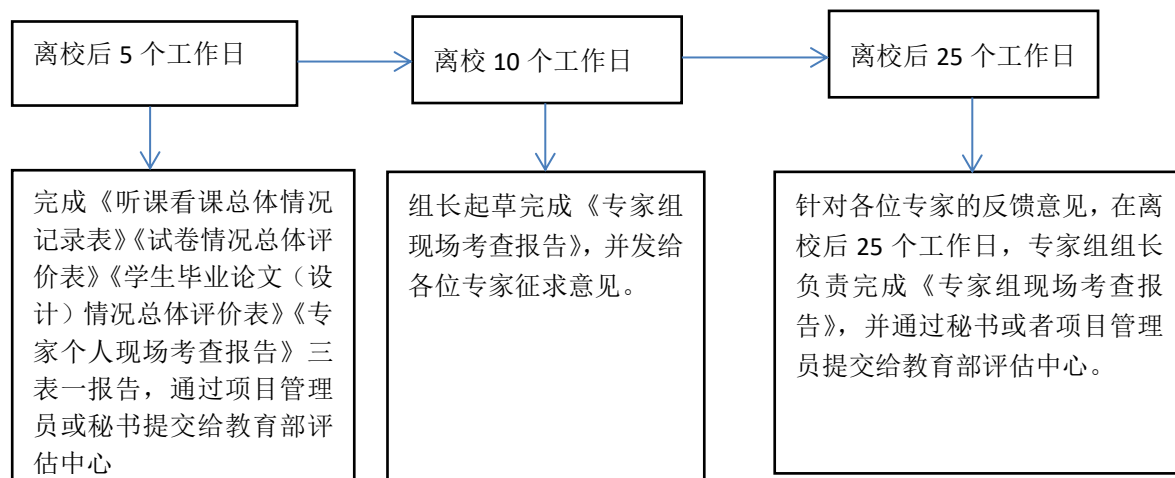 离校后 5 个工作日
离校 10 个工作日
离校后 25 个工作日
完成《听课看课总体情况
记录表》《试卷情况总体评
价表》《学生毕业论文（设
计）情况总体评价表》《专
家个人现场考查报告》三
表一报告，通过项目管理
员或秘书提交给教育部评
估中心
组长起草完成《专家组
现场考查报告》，并发给
各位专家征求意见。
针对各位专家的反馈意见，在离
校后 25 个工作日，专家组组长
负责完成《专家组现场考查报
告》，并通过秘书或者项目管理
员提交给教育部评估中心。